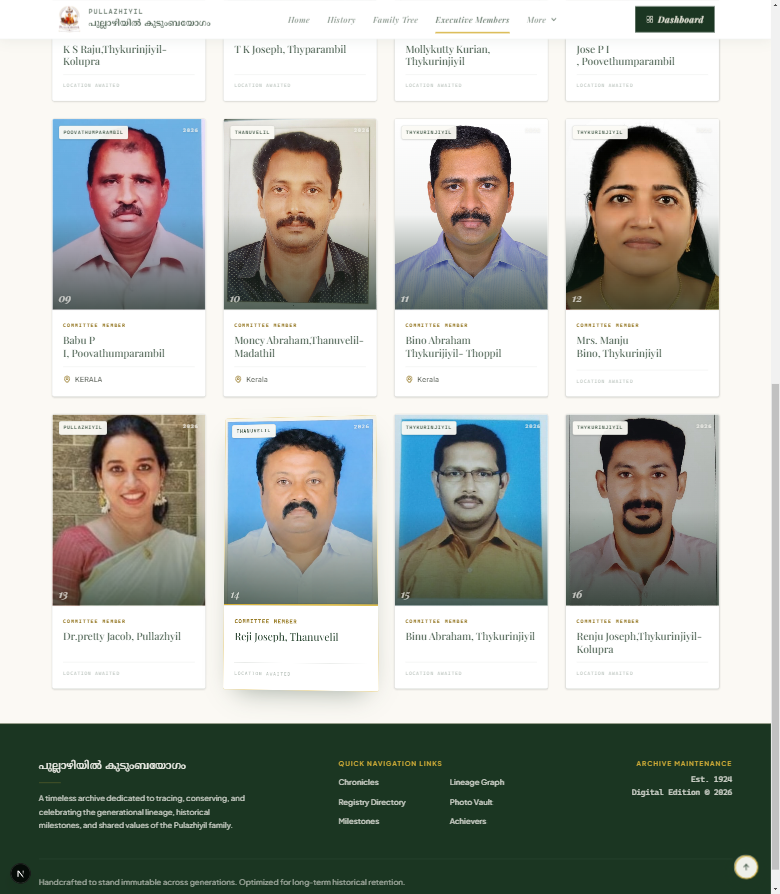 PULLAZHIYIL
പുല്ലാഴിയിൽ കുടുംബയോഗം
Home History Family Tree Executive Members More Dashboard
K S Raju,Thykurinjiyil-
Kolupra
LOCATION AWAITED
T K Joseph, Thyparambil
LOCATION AWAITED
Mollykutty Kurian,
Thykurinjiyil
LOCATION AWAITED
Jose P I
, Poovethumparambil
LOCATION AWAITED
POOVATHUMPARAMBIL
2026
09
COMMITTEE MEMBER
Babu P
I, Poovathumparambil
KERALA
THANUVELIL
2026
10
COMMITTEE MEMBER
Moncy Abraham,Thanuvelil-
Madathil
Kerala
THYKURINJIYIL
11
COMMITTEE MEMBER
Bino Abraham
Thykurijiyil- Thoppil
Kerala
THYKURINJIYIL
12
COMMITTEE MEMBER
Mrs. Manju
Bino, Thykurinjiyil
LOCATION AWAITED
PULLAZHIYIL
2026
13
COMMITTEE MEMBER
Dr.pretty Jacob, Pullazhyil
LOCATION AWAITED
THANUVELIL
2026
14
COMMITTEE MEMBER
Reji Joseph, Thanuvelil
LOCATION AWAITED
THYKURINJIYIL
2026
15
COMMITTEE MEMBER
Binu Abraham, Thykurinjiyil
LOCATION AWAITED
THYKURINJIYIL
2026
16
COMMITTEE MEMBER
Renju Joseph,Thykurinjiyil-
Kolupra
LOCATION AWAITED
പുല്ലാഴിയിൽ കുടുംബയോഗം
A timeless archive dedicated to tracing, conserving, and
celebrating the generational lineage, historical
milestones, and shared values of the Pulazhiyil family.
QUICK NAVIGATION LINKS
Chronicles Lineage Graph
Registry Directory Photo Vault
Milestones Achievers
ARCHIVE MAINTENANCE
Est. 1924
Digital Edition © 2026
N
Handcrafted to stand immutable across generations. Optimized for long-term historical retention.